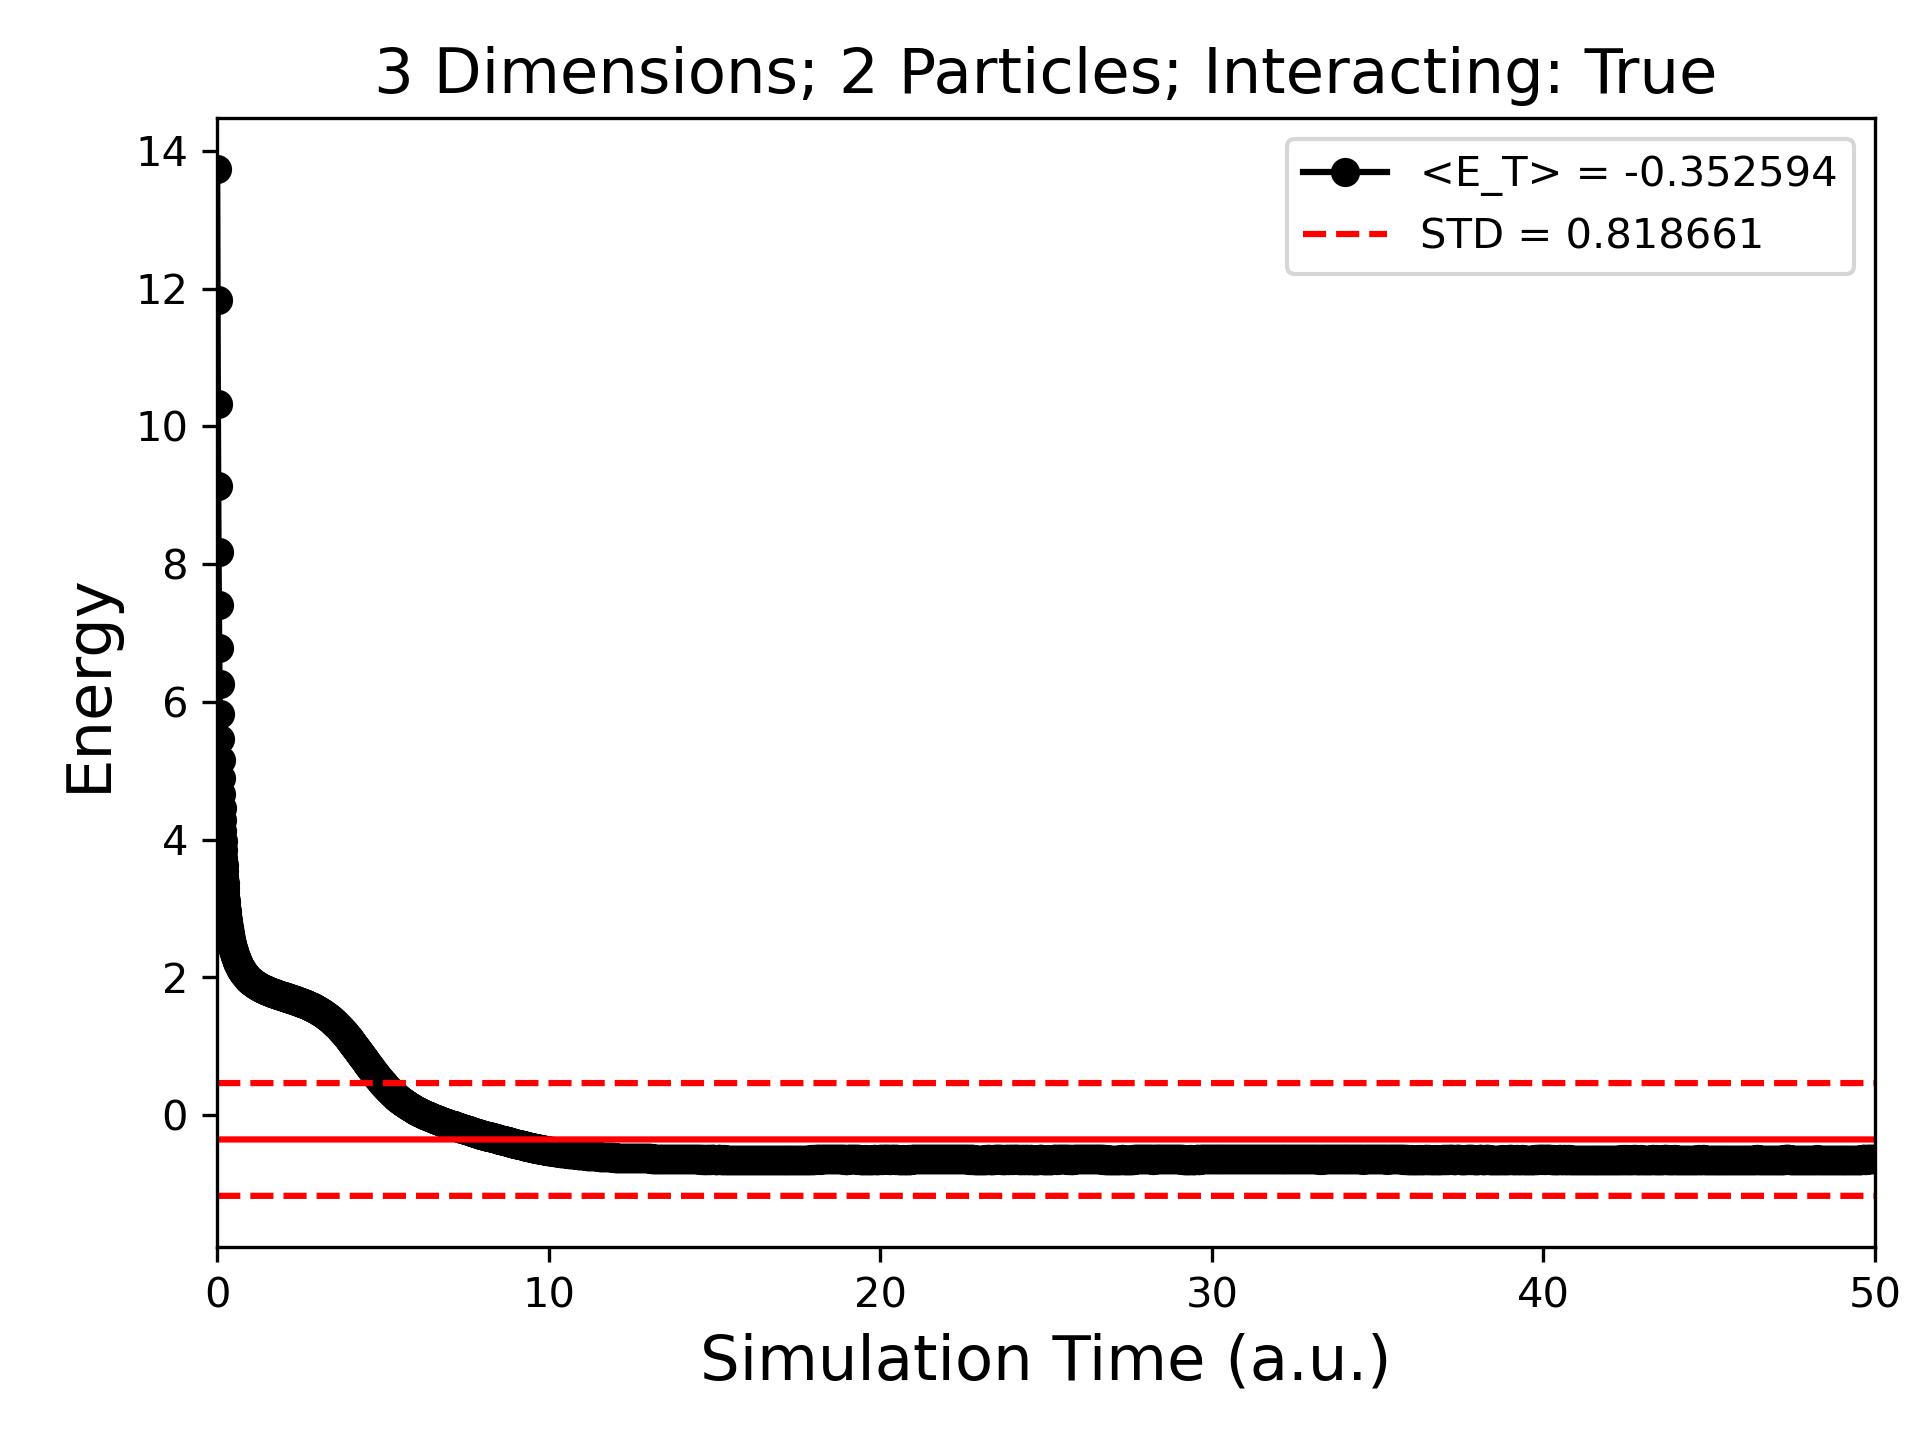 3 Dimensions; 2 Particles; Interacting: True
<E_T> = -0.352594
STD = 0.818661
14
12
10
8
6
4
2
0
Energy
0 10 20 30 40 50
Simulation Time (a.u.)